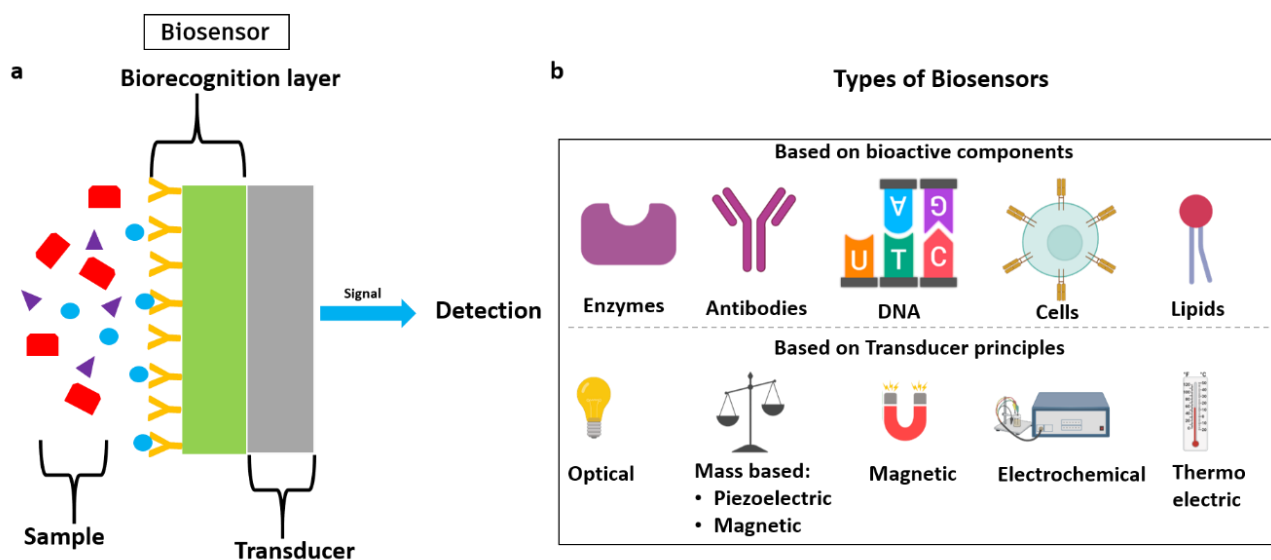 Biosensor
a
Biorecognition layer
Signal
Detection
Sample
Transducer
b
Types of Biosensors
Based on bioactive components
A G
U T C
Enzymes
Antibodies
DNA
Cells
Lipids
Based on Transducer principles
°F °C
Optical
Mass based:
• Piezoelectric
• Magnetic
Magnetic
Electrochemical
Thermo
electric